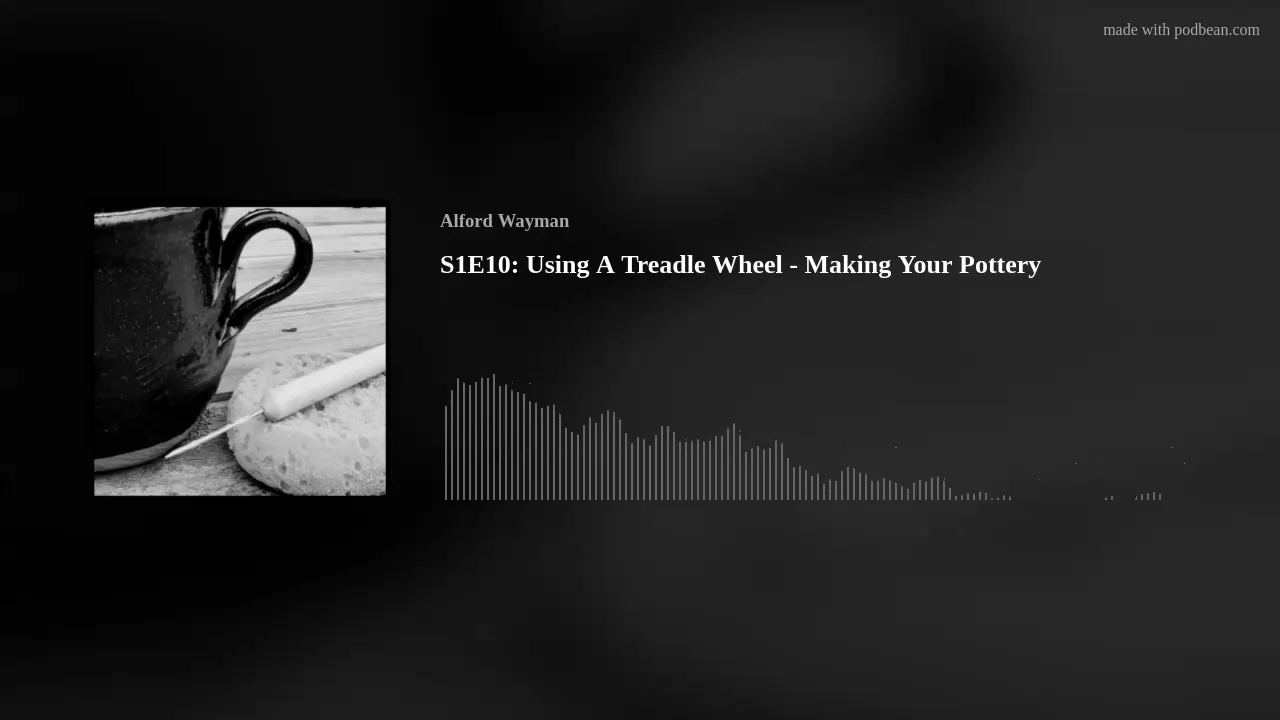 made with podbean.com
Alford Wayman
S1E10: Using A Treadle Wheel - Making Your Pottery